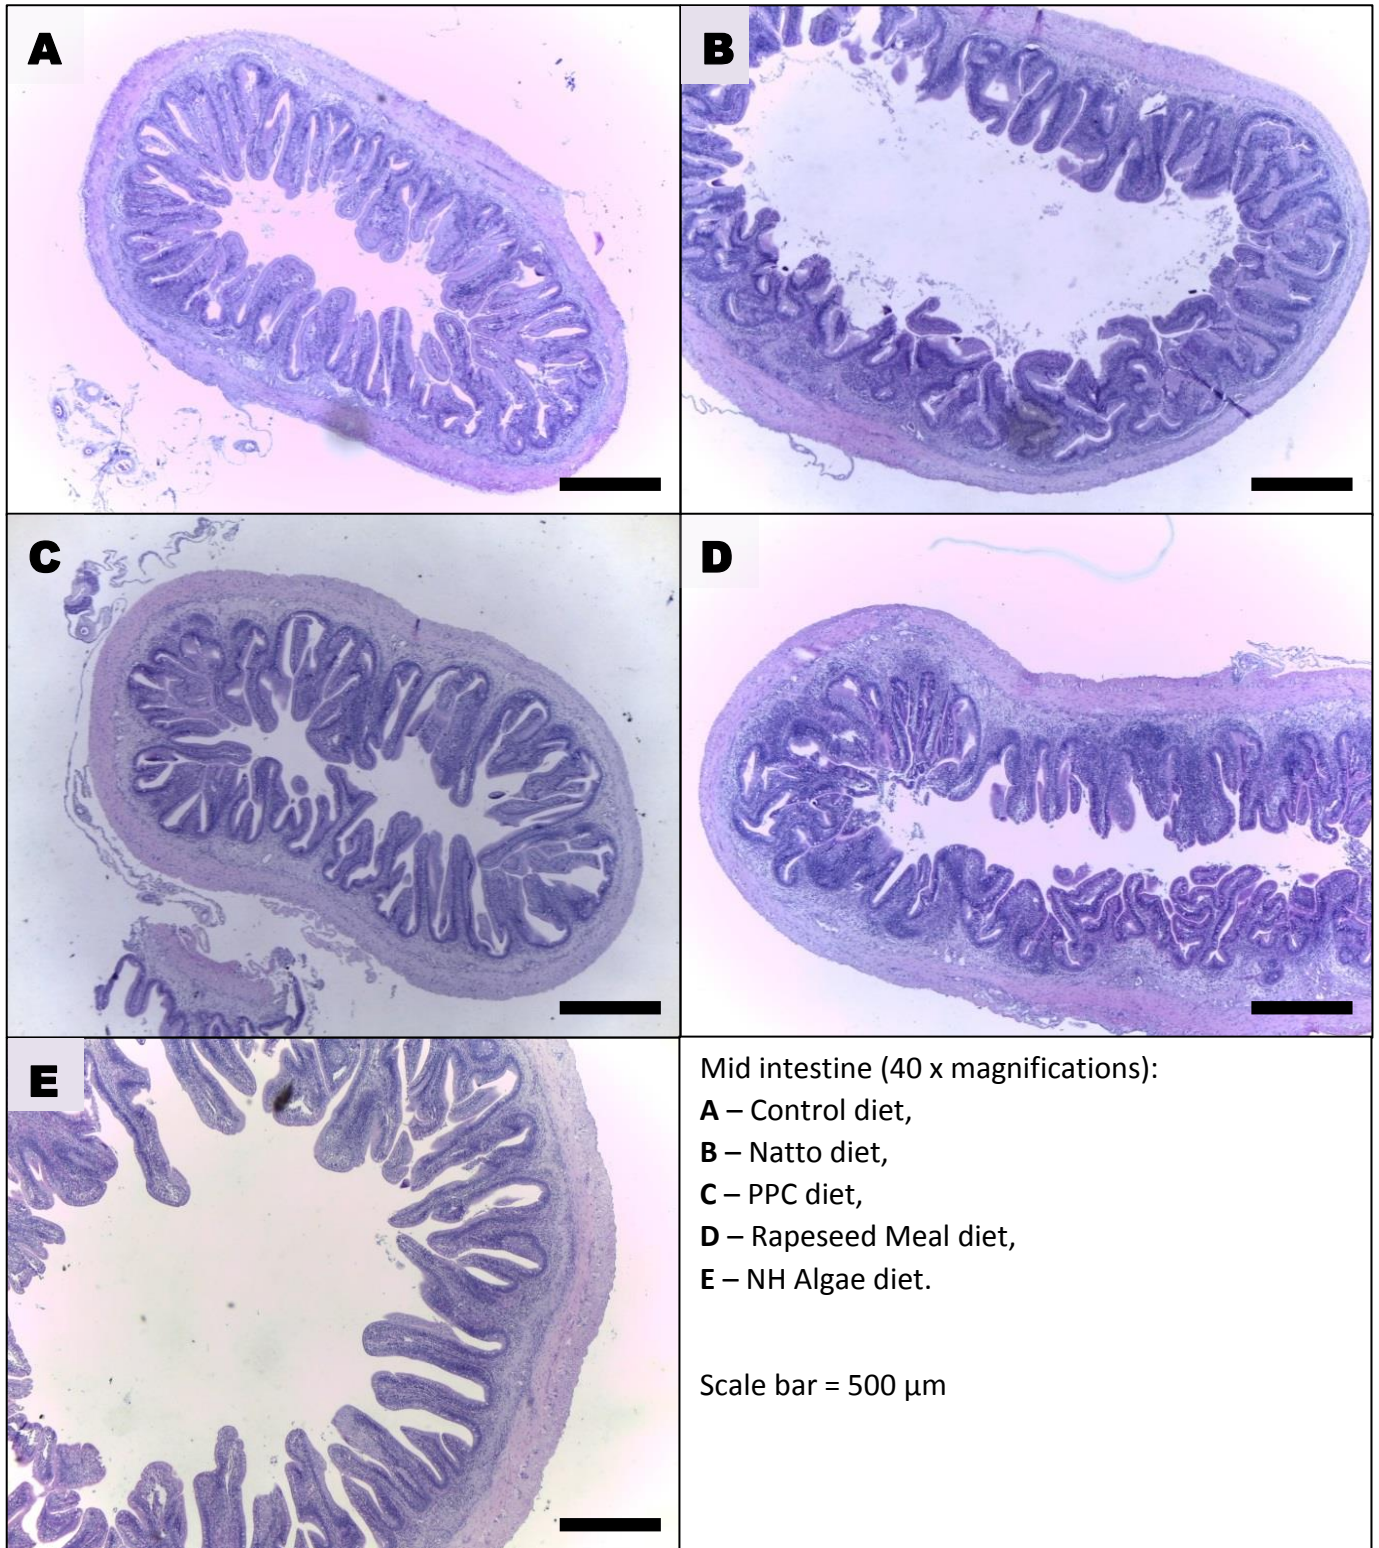 A
B
C
D
E
Mid intestine (40 x magnifications):
A – Control diet,
B – Natto diet,
C – PPC diet,
D – Rapeseed Meal diet,
E – NH Algae diet.
Scale bar = 500 µm